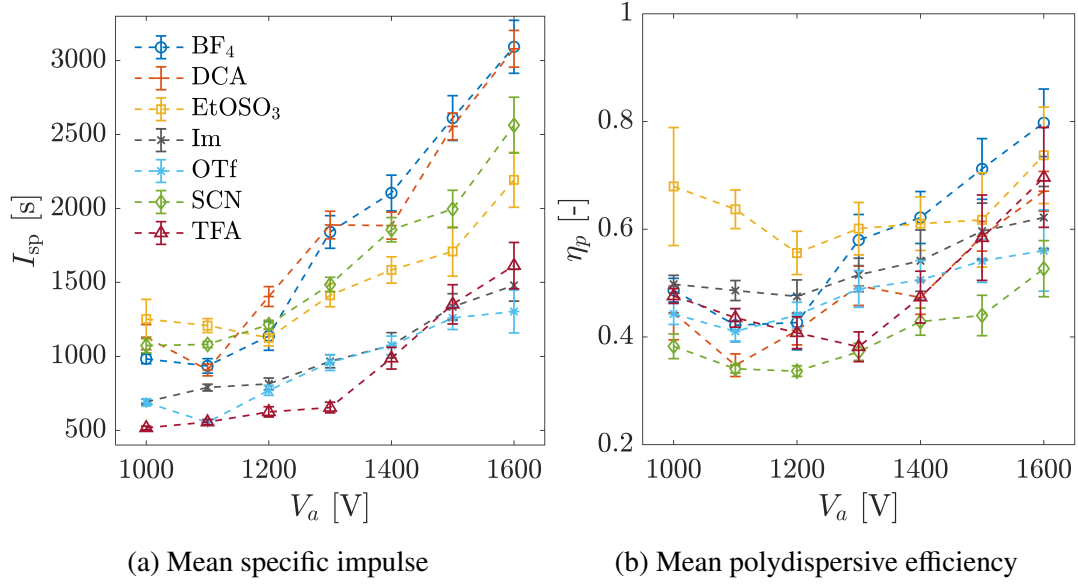 3000
2500
2000
1500
1000
500
I_sp [s]
BF₄
DCA
EtOSO₃
Im
OTf
SCN
TFA
1000
1200
1400
1600
V_a [V]
(a) Mean specific impulse
1
0.8
0.6
0.4
0.2
η_p [-]
1000
1200
1400
1600
V_a [V]
(b) Mean polydispersive efficiency